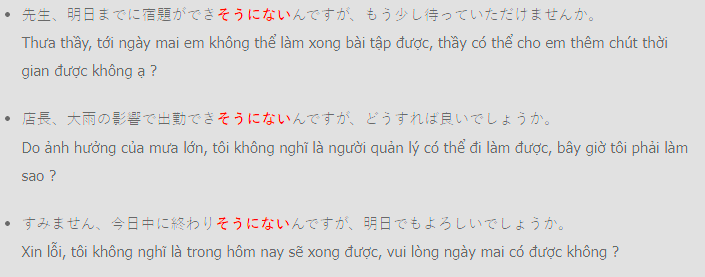 先生、明日までに宿題ができそうにないんですが、もう少し待っていただけませんか。
Thưa thầy, tới ngày mai em không thể làm xong bài tập được, thầy có thể cho em thêm chút thời
gian được không ạ ?
店長、大雨の影響で出勤できそうにないんですが、どうすれば良いでしょうか。
Do ảnh hưởng của mưa lớn, tôi không nghĩ là người quản lý có thể đi làm được, bây giờ tôi phải làm
sao ?
すみません、今日中に終わりそうにないんですが、明日でもよろしいでしょうか。
Xin lỗi, tôi không nghĩ là trong hôm nay sẽ xong được, vui lòng ngày mai có được không ?